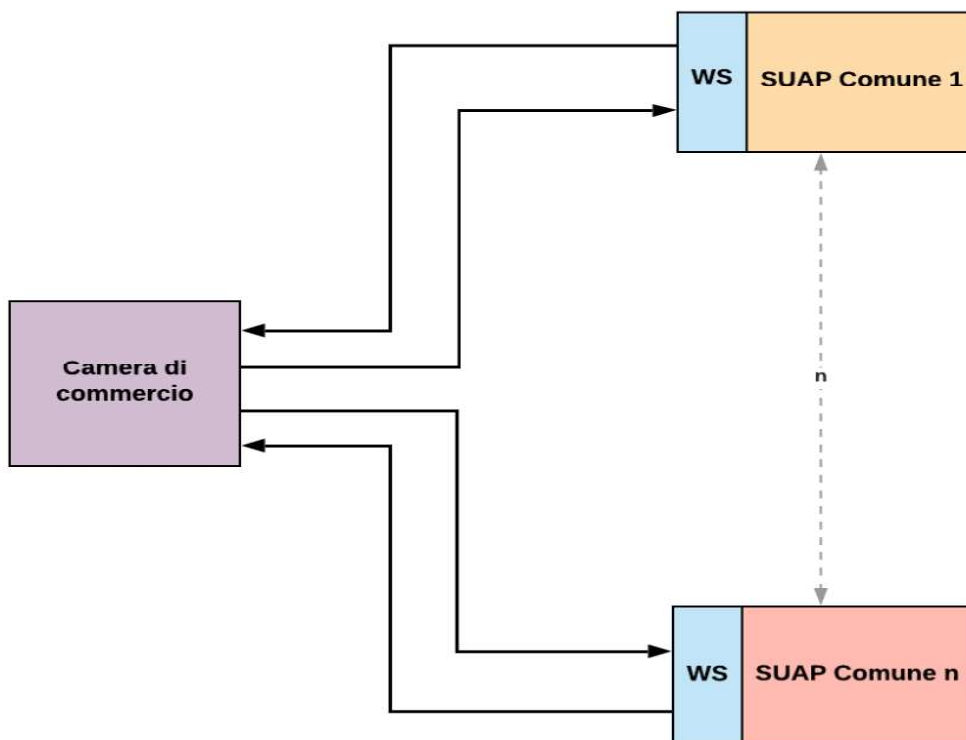 WS
SUAP Comune 1
Camera di
commercio
n
WS
SUAP Comune n